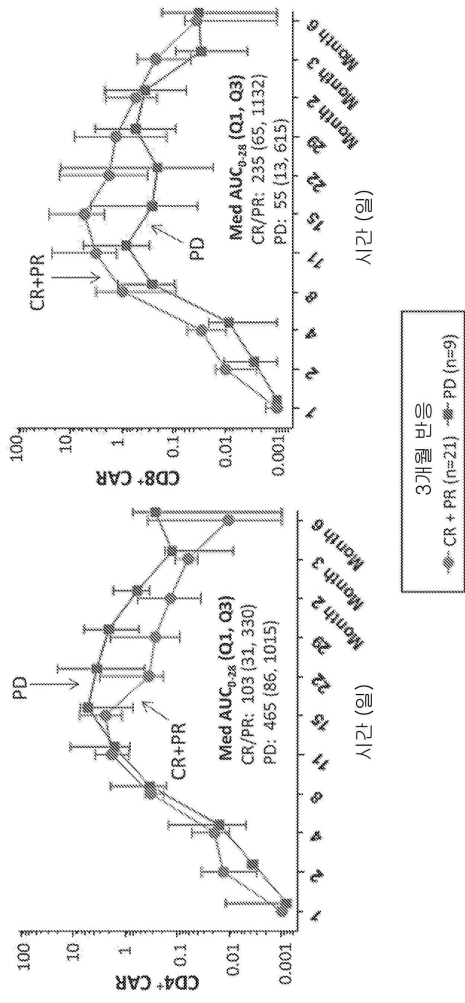 100
10
1
0.1
0.01
0.001
CD4⁺ CAR
PD
CR+PR
Med AUC₀₋₂₈ (Q1, Q3)
CR/PR: 103 (31, 330)
PD: 465 (86, 1015)
1
2
4
8
11
15
22
29
Month 2
Month 3
Month 6
시간 (일)
100
10
1
0.1
0.01
0.001
CD8⁺ CAR
CR+PR
PD
Med AUC₀₋₂₈ (Q1, Q3)
CR/PR: 235 (65, 1132)
PD: 55 (13, 615)
1
2
4
8
11
15
22
29
Month 2
Month 3
Month 6
시간 (일)
3개월 반응
CR + PR (n=21) PD (n=9)